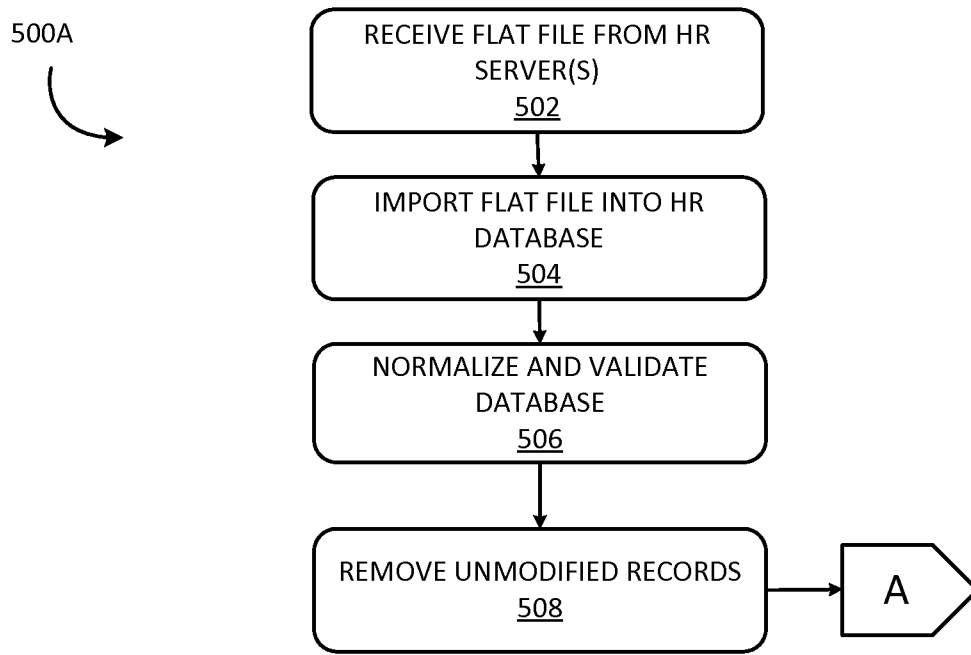 500A
RECEIVE FLAT FILE FROM HR
SERVER(S)
502
IMPORT FLAT FILE INTO HR
DATABASE
504
NORMALIZE AND VALIDATE
DATABASE
506
REMOVE UNMODIFIED RECORDS
508
A